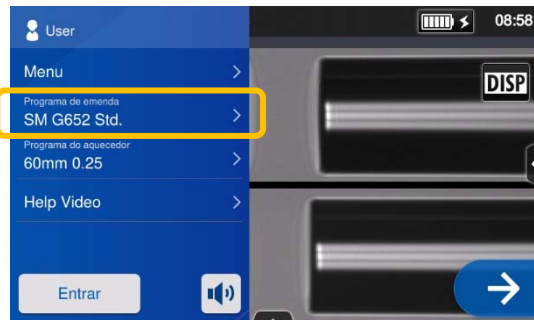 User
08:58
Menu
DISP
Programa de emenda
SM G652 Std.
Programa do aquecedor
60mm 0.25
Help Video
Entrar